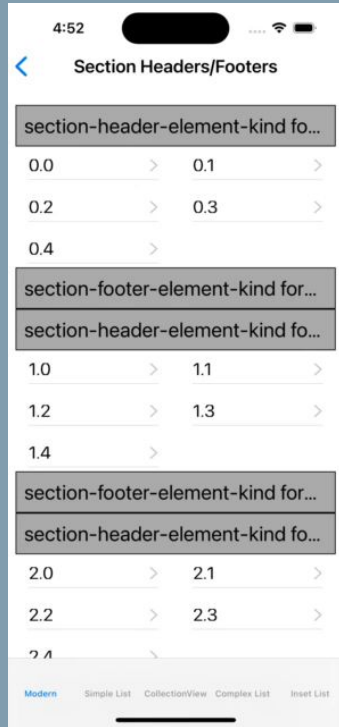 4:52
Section Headers/Footers
section-header-element-kind fo...
0.0 0.1
0.2 0.3
0.4
section-footer-element-kind for...
section-header-element-kind fo...
1.0 1.1
1.2 1.3
1.4
section-footer-element-kind for...
section-header-element-kind fo...
2.0 2.1
2.2 2.3
2.4
Modern Simple List CollectionView Complex List Inset List